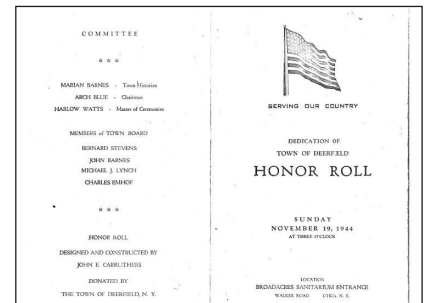 COMMITTEE
MARIAN BARNES - Town Historian
ARCH BLUE - Chairman
HARLOW WATTS - Master of Ceremonies
MEMBERS of TOWN BOARD
BERNARD STEVENS
JOHN BARNES
MICHAEL J. LYNCH
CHARLES EMHOF
HONOR ROLL
DESIGNED AND CONSTRUCTED BY
JOHN E. CARRUTHERS
DONATED BY
THE TOWN OF DEERFIELD, N. Y.
SERVING OUR COUNTRY
DEDICATION OF
TOWN OF DEERFIELD
HONOR ROLL
SUNDAY
NOVEMBER 19, 1944
AT THREE O'CLOCK
LOCATION
BROADACRES SANITARIUM ENTRANCE
WALKER ROAD UTICA, N. Y.